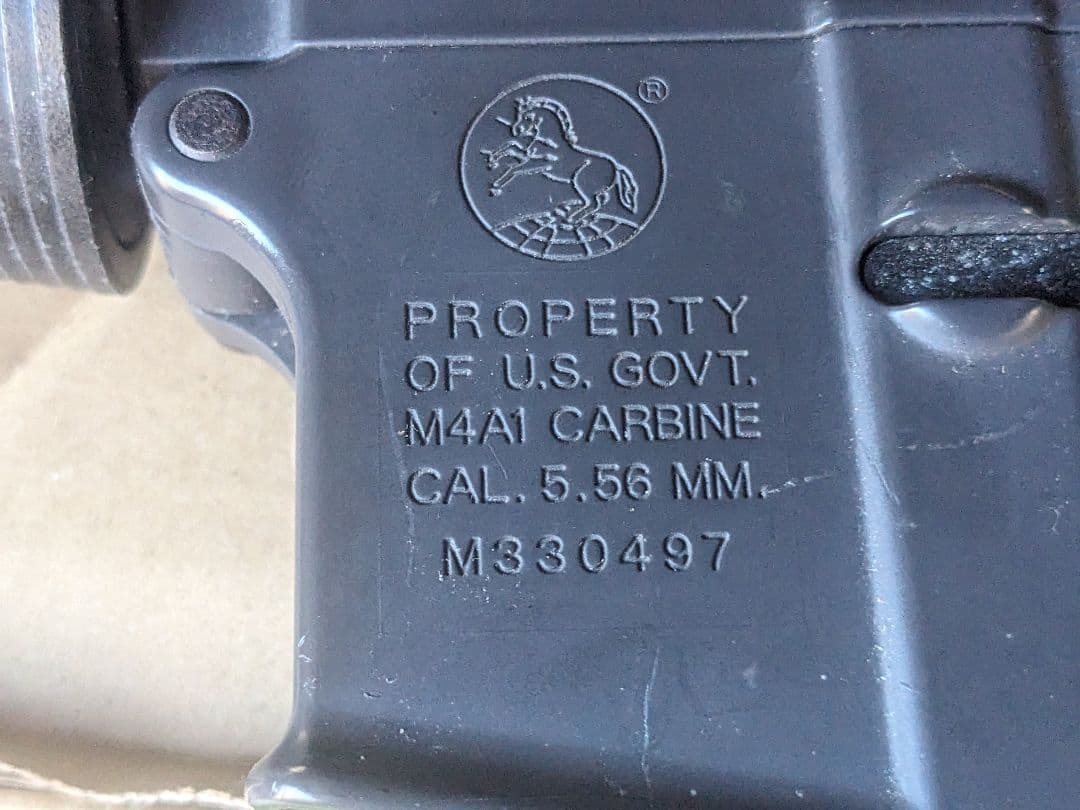 ®
PROPERTY
OF U.S. GOVT.
M4A1 CARBINE
CAL. 5.56 MM.
M330497